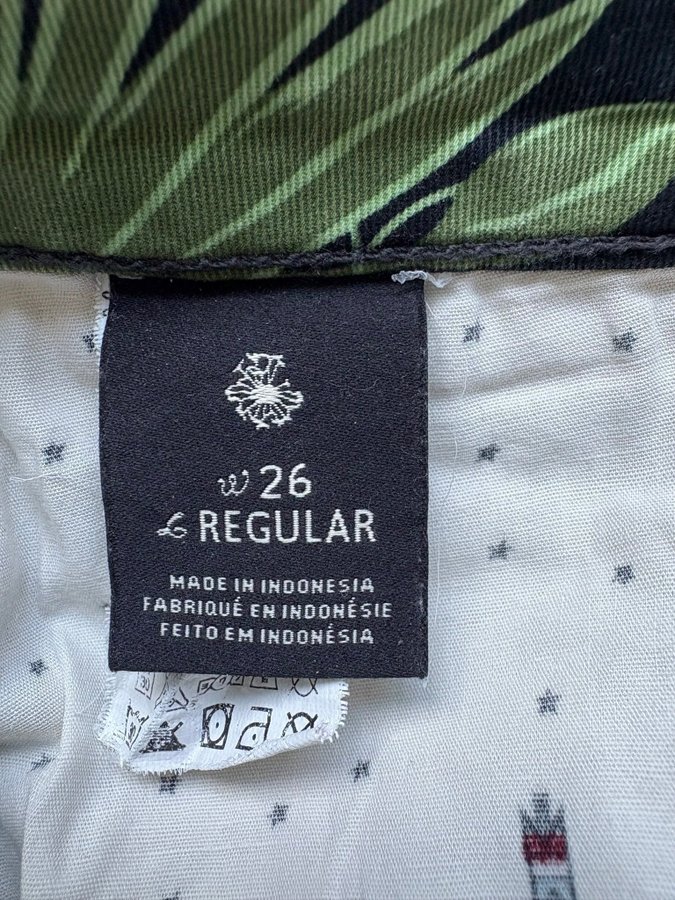 w 26
L REGULAR
MADE IN INDONESIA
FABRIQUÉ EN INDONÉSIE
FEITO EM INDONÉSIA